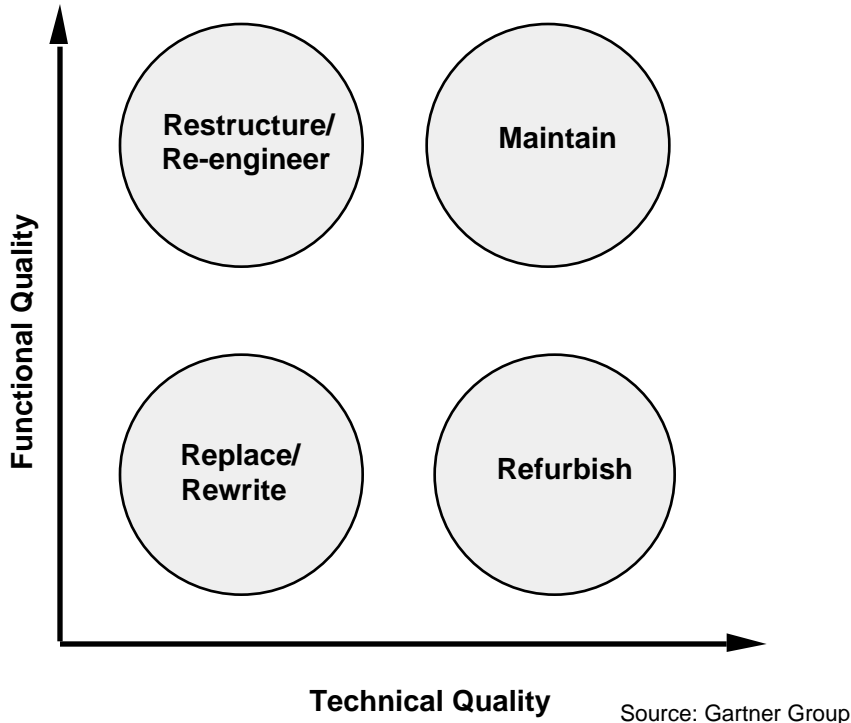 Restructure/
Re-engineer
Maintain
Functional Quality
Replace/
Rewrite
Refurbish
Technical Quality
Source: Gartner Group